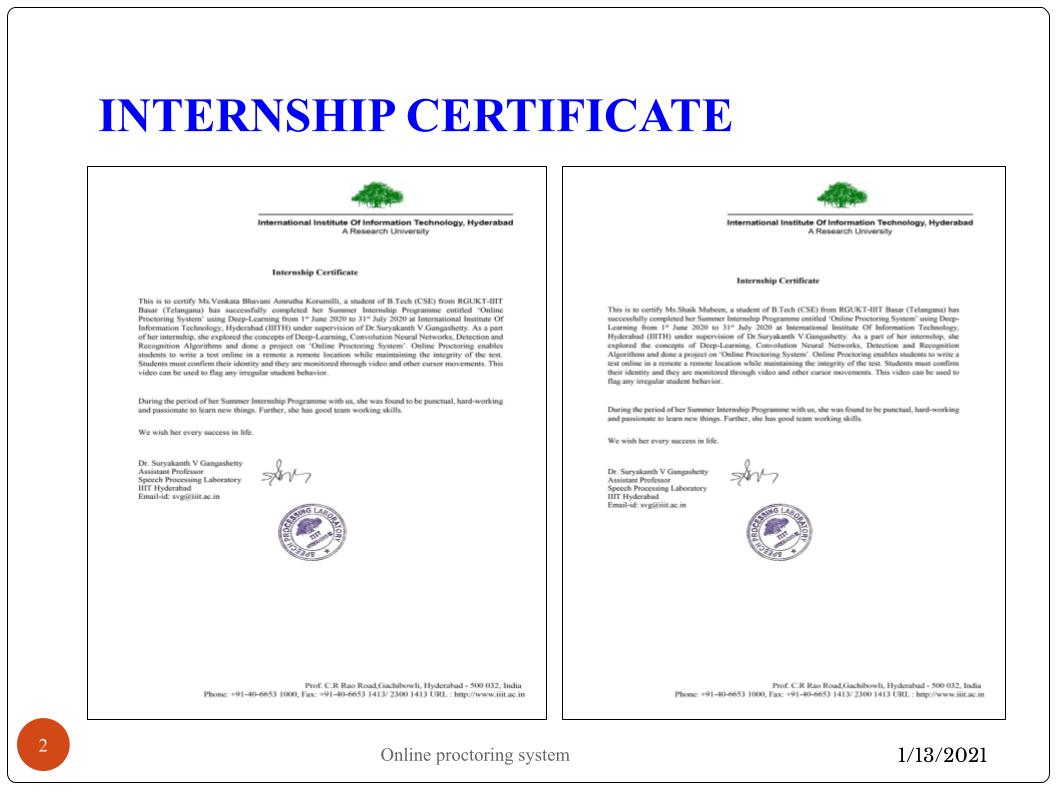 INTERNSHIP CERTIFICATE
International Institute Of Information Technology, Hyderabad
A Research University
Internship Certificate
This is to certify Ms.Venkata Bhavani Amrutha Korumilli, a student of B.Tech (CSE) from RGUKT-IIIT
Basar (Telangana) has successfully completed her Summer Internship Programme entitled ‘Online
Proctoring System’ using Deep-Learning from 1st June 2020 to 31st July 2020 at International Institute Of
Information Technology, Hyderabad (IIITH) under supervision of Dr.Suryakanth V.Gangashetty. As a part
of her internship, she explored the concepts of Deep-Learning, Convolution Neural Networks, Detection and
Recognition Algorithms and done a project on ‘Online Proctoring System’. Online Proctoring enables
students to write a test online in a remote a remote location while maintaining the integrity of the test.
Students must confirm their identity and they are monitored through video and other cursor movements. This
video can be used to flag any irregular student behavior.
During the period of her Summer Internship Programme with us, she was found to be punctual, hard-working
and passionate to learn new things. Further, she has good team working skills.
We wish her every success in life.
Dr. Suryakanth V Gangashetty
Assistant Professor
Speech Processing Laboratory
IIIT Hyderabad
Email-id: svg@iiit.ac.in
SPEECH PROCESSING LABORATORY
IIIT
Prof. C.R Rao Road,Gachibowli, Hyderabad - 500 032, India
Phone: +91-40-6653 1000, Fax: +91-40-6653 1413/ 2300 1413 URL : http://www.iiit.ac.in
International Institute Of Information Technology, Hyderabad
A Research University
Internship Certificate
This is to certify Ms.Shaik Mubeen, a student of B.Tech (CSE) from RGUKT-IIIT Basar (Telangana) has
successfully completed her Summer Internship Programme entitled ‘Online Proctoring System’ using Deep-
Learning from 1st June 2020 to 31st July 2020 at International Institute Of Information Technology,
Hyderabad (IIITH) under supervision of Dr.Suryakanth V.Gangashetty. As a part of her internship, she
explored the concepts of Deep-Learning, Convolution Neural Networks, Detection and Recognition
Algorithms and done a project on ‘Online Proctoring System’. Online Proctoring enables students to write a
test online in a remote a remote location while maintaining the integrity of the test. Students must confirm
their identity and they are monitored through video and other cursor movements. This video can be used to
flag any irregular student behavior.
During the period of her Summer Internship Programme with us, she was found to be punctual, hard-working
and passionate to learn new things. Further, she has good team working skills.
We wish her every success in life.
Dr. Suryakanth V Gangashetty
Assistant Professor
Speech Processing Laboratory
IIIT Hyderabad
Email-id: svg@iiit.ac.in
SPEECH PROCESSING LABORATORY
IIIT
Prof. C.R Rao Road,Gachibowli, Hyderabad - 500 032, India
Phone: +91-40-6653 1000, Fax: +91-40-6653 1413/ 2300 1413 URL : http://www.iiit.ac.in
2
Online proctoring system
1/13/2021